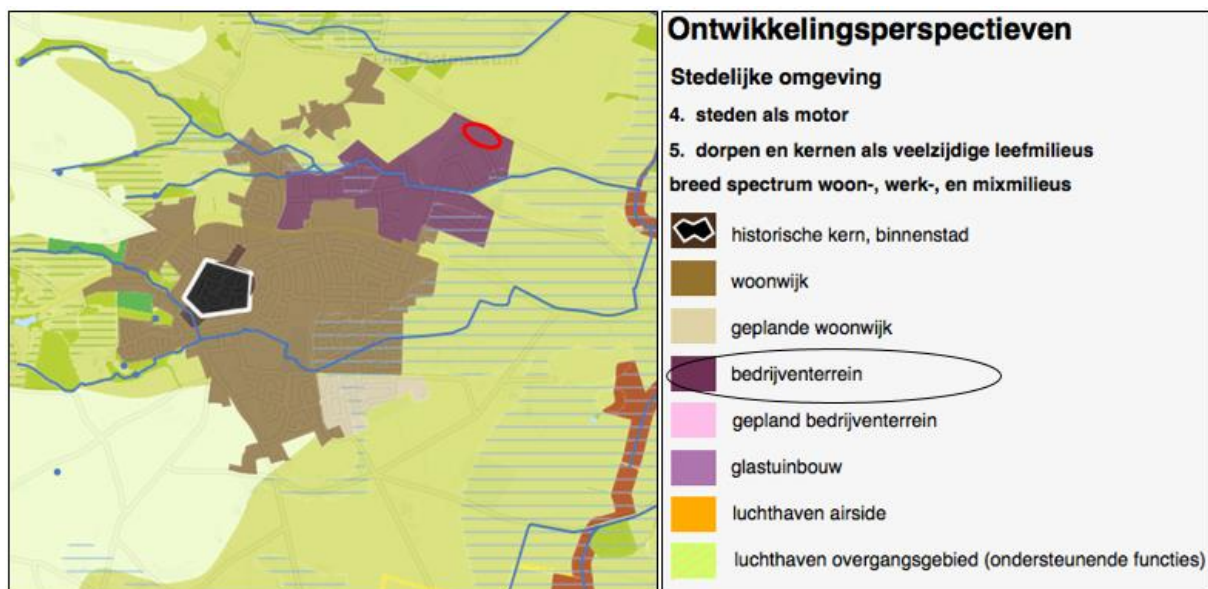 Ontwikkelingsperspectieven
Stedelijke omgeving
4. steden als motor
5. dorpen en kernen als veelzijdige leefmilieus
breed spectrum woon-, werk-, en mixmilieus
historische kern, binnenstad
woonwijk
geplande woonwijk
bedrijventerrein
gepland bedrijventerrein
glastuinbouw
luchthaven airside
luchthaven overgangsgebied (ondersteunende functies)